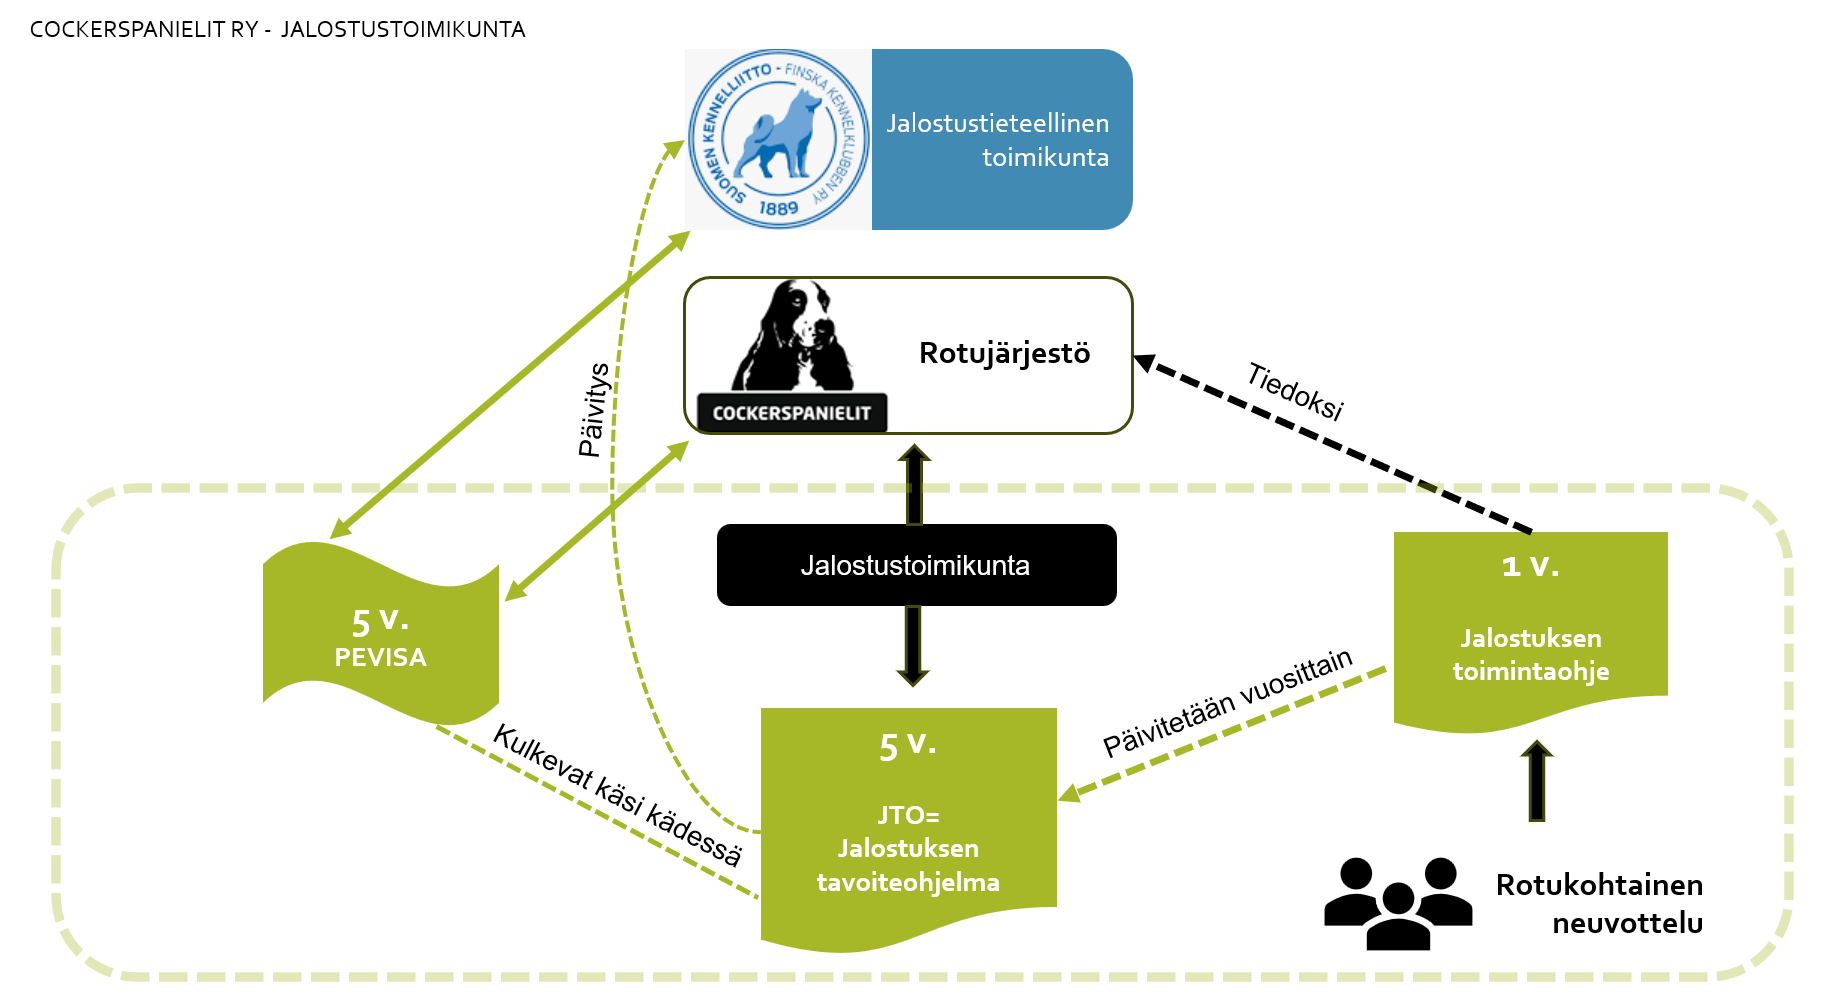 COCKERSPANIELIT RY - JALOSTUSTOIMIKUNTA
SUOMEN KENNELLIITTO - FINSKA KENNELKLUBBEN RY
1889
Jalostustieteellinen
toimikunta
COCKERSPANIELIT
Rotujärjestö
Tiedoksi
Päivitys
Jalostustoimikunta
5 v.
PEVISA
1 v.
Jalostuksen
toimintaohje
Päivitetään vuosittain
Kulkevat käsi kädessä
5 v.
JTO=
Jalostuksen
tavoiteohjelma
Rotukohtainen
neuvottelu